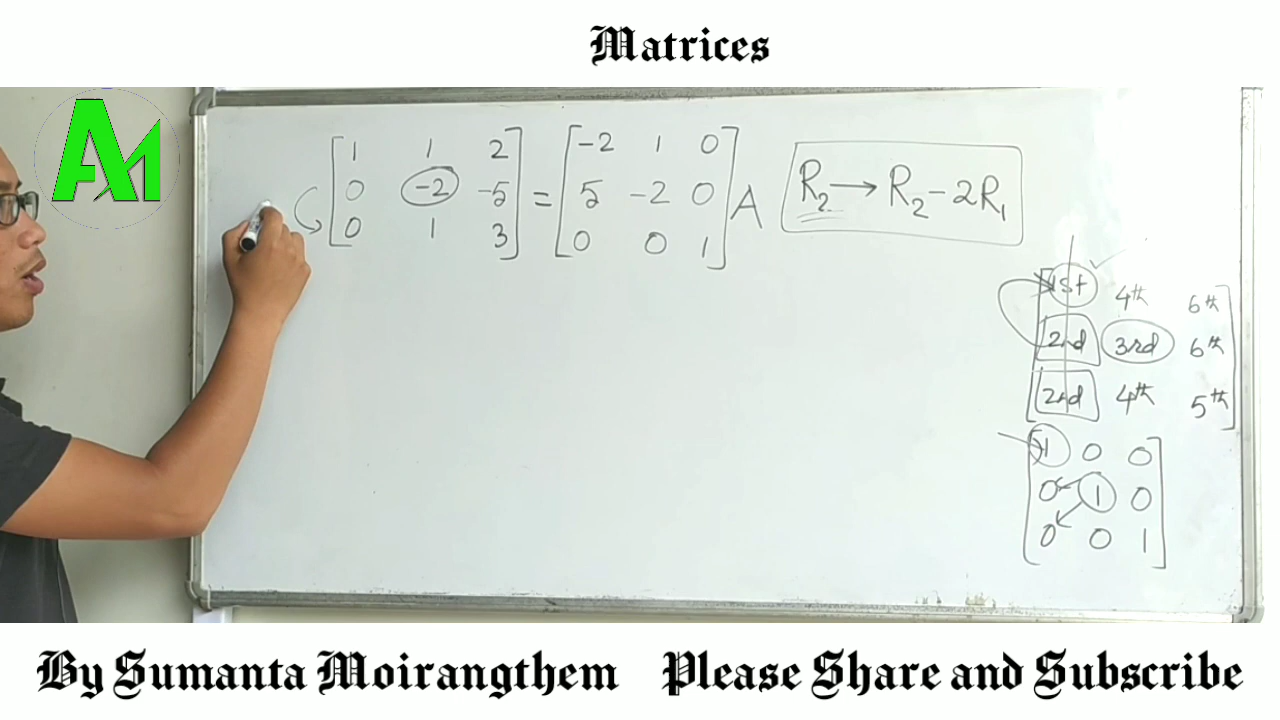 Matrices
AM
[1 1 2] = [-2 1 0] A R₂ → R₂ - 2R₁
[0 -2 -5] [5 -2 0]
[0 1 3] [0 0 1]
1st 4th 6th
2nd 3rd 6th
2nd 4th 5th
1 0 0
0 1 0
0 0 1
By Sumanta Moirangthem Please Share and Subscribe